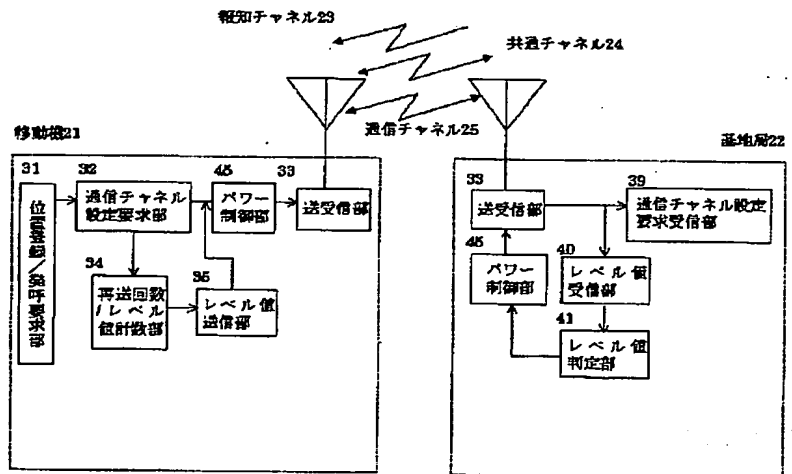 報知チャネル23
共通チャネル24
通信チャネル25
移動機21
基地局22
31
位置登録/発呼要求部
32
通信チャネル
設定要求部
45
パワー
制御部
33
送受信部
34
再送回数
/レベル
値計数部
35
レベル値
送信部
33
送受信部
39
通信チャネル設定
要求受信部
45
パワー
制御部
40
レベル値
受信部
41
レベル値
判定部